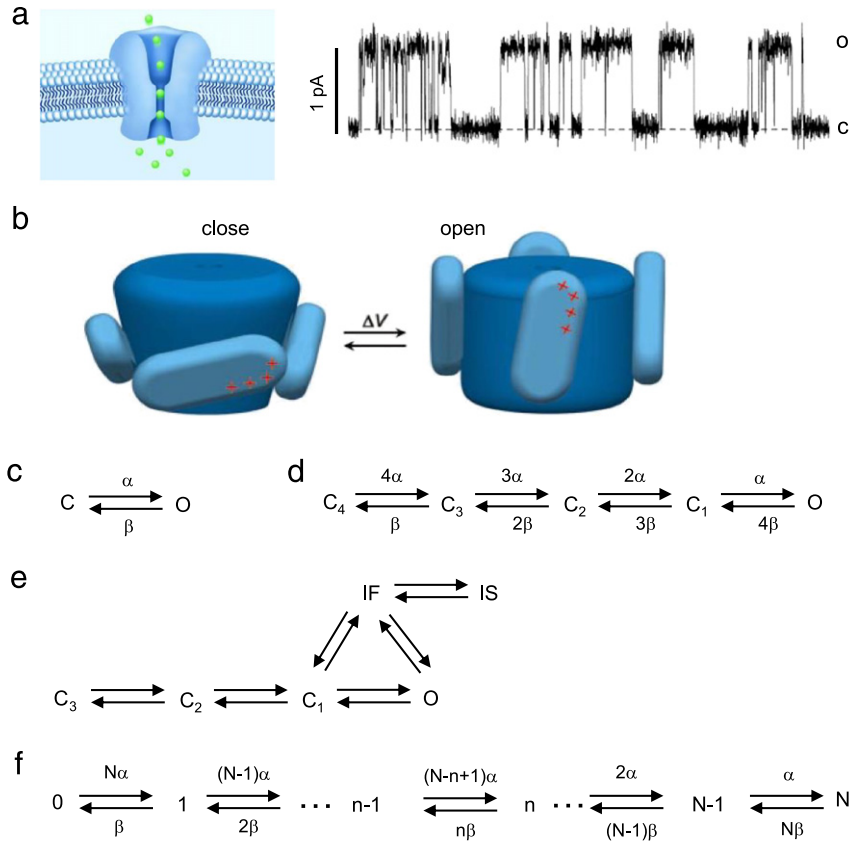 a
1 pA
o
c
b
close
open
ΔV
+ + + +
+ + + +
c
C
α
β
O
d
4α 3α 2α α
C₄ C₃ C₂ C₁ O
β 2β 3β 4β
e
IF IS
C₃ C₂ C₁ O
f
Nα (N-1)α (N-n+1)α 2α α
0 1 ··· n-1 n ··· N-1 N
β 2β nβ (N-1)β Nβ